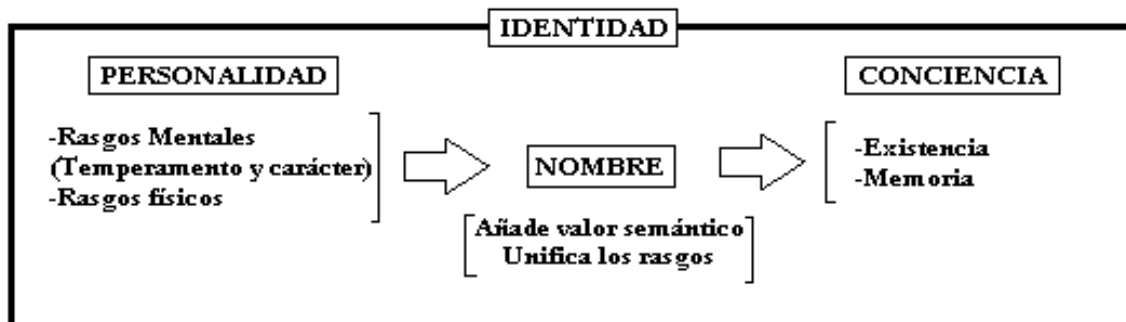 IDENTIDAD
PERSONALIDAD
-Rasgos Mentales
(Temperamento y carácter)
-Rasgos físicos
NOMBRE
Añade valor semántico
Unifica los rasgos
CONCIENCIA
-Existencia
-Memoria